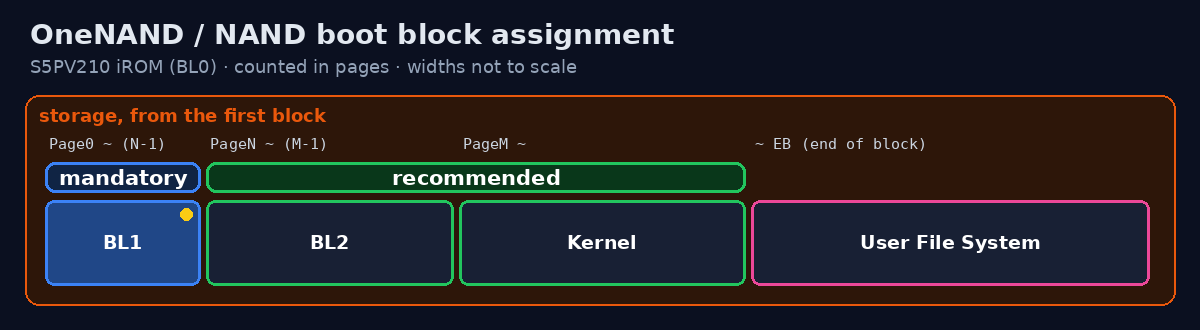 OneNAND / NAND boot block assignment
S5PV210 iROM (BL0) · counted in pages · widths not to scale
storage, from the first block
Page0 ~ (N-1) PageN ~ (M-1) PageM ~ ~ EB (end of block)
mandatory recommended
BL1 BL2 Kernel User File System